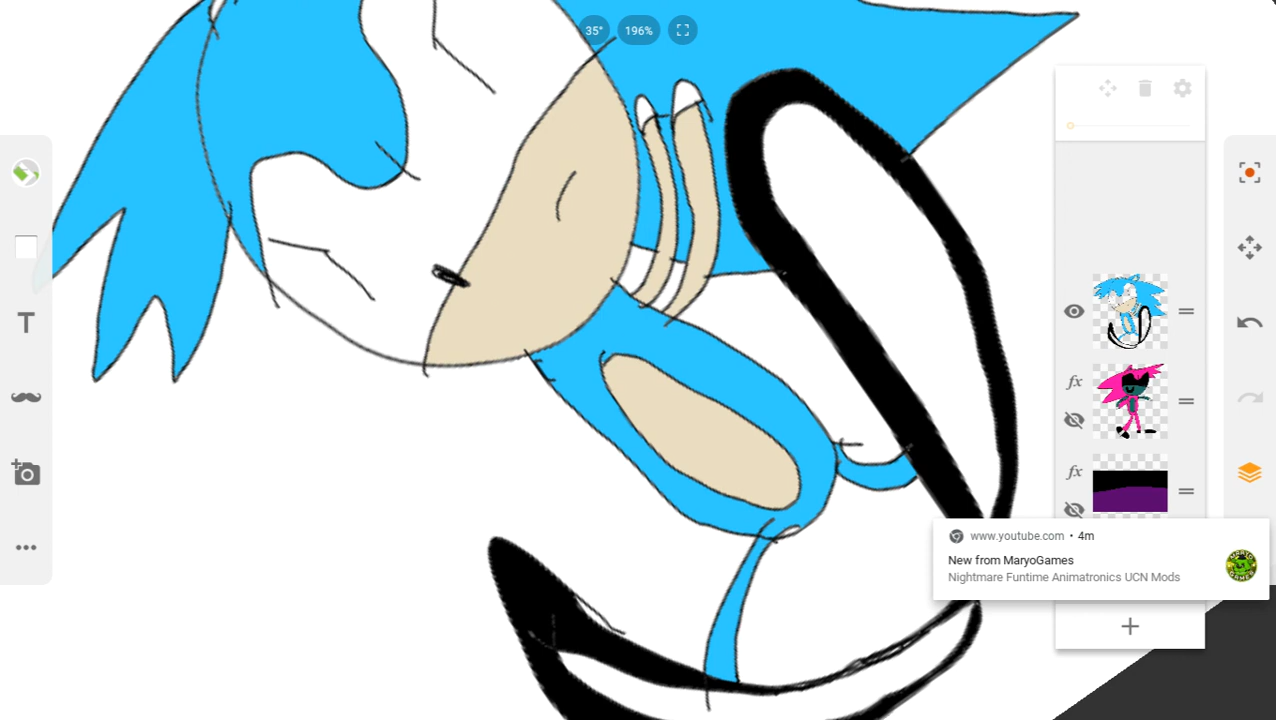 35°
196%
T
fx
fx
www.youtube.com • 4m
New from MaryoGames
Nightmare Funtime Animatronics UCN Mods